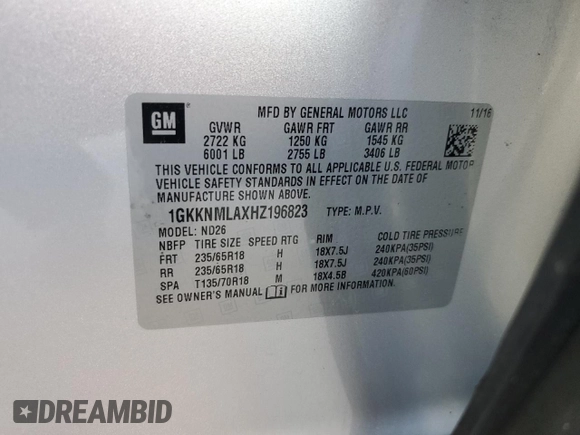 GM
MFD BY GENERAL MOTORS LLC 11/16
GVWR GAWR FRT GAWR RR
2722 KG 1250 KG 1545 KG
6001 LB 2755 LB 3406 LB
THIS VEHICLE CONFORMS TO ALL APPLICABLE U.S. FEDERAL MOTOR
VEHICLE SAFETY STANDARDS IN EFFECT ON THE DATE OF
MANUFACTURE SHOWN ABOVE.
1GKKNMLAXHZ196823 TYPE: M.P.V.
MODEL: ND26
NBFP TIRE SIZE SPEED RTG RIM COLD TIRE PRESSURE
FRT 235/65R18 H 18X7.5J 240KPA(35PSI)
RR 235/65R18 H 18X7.5J 240KPA(35PSI)
SPA T135/70R18 M 18X4.5B 420KPA(60PSI)
SEE OWNER'S MANUAL FOR MORE INFORMATION.
DREAMBID